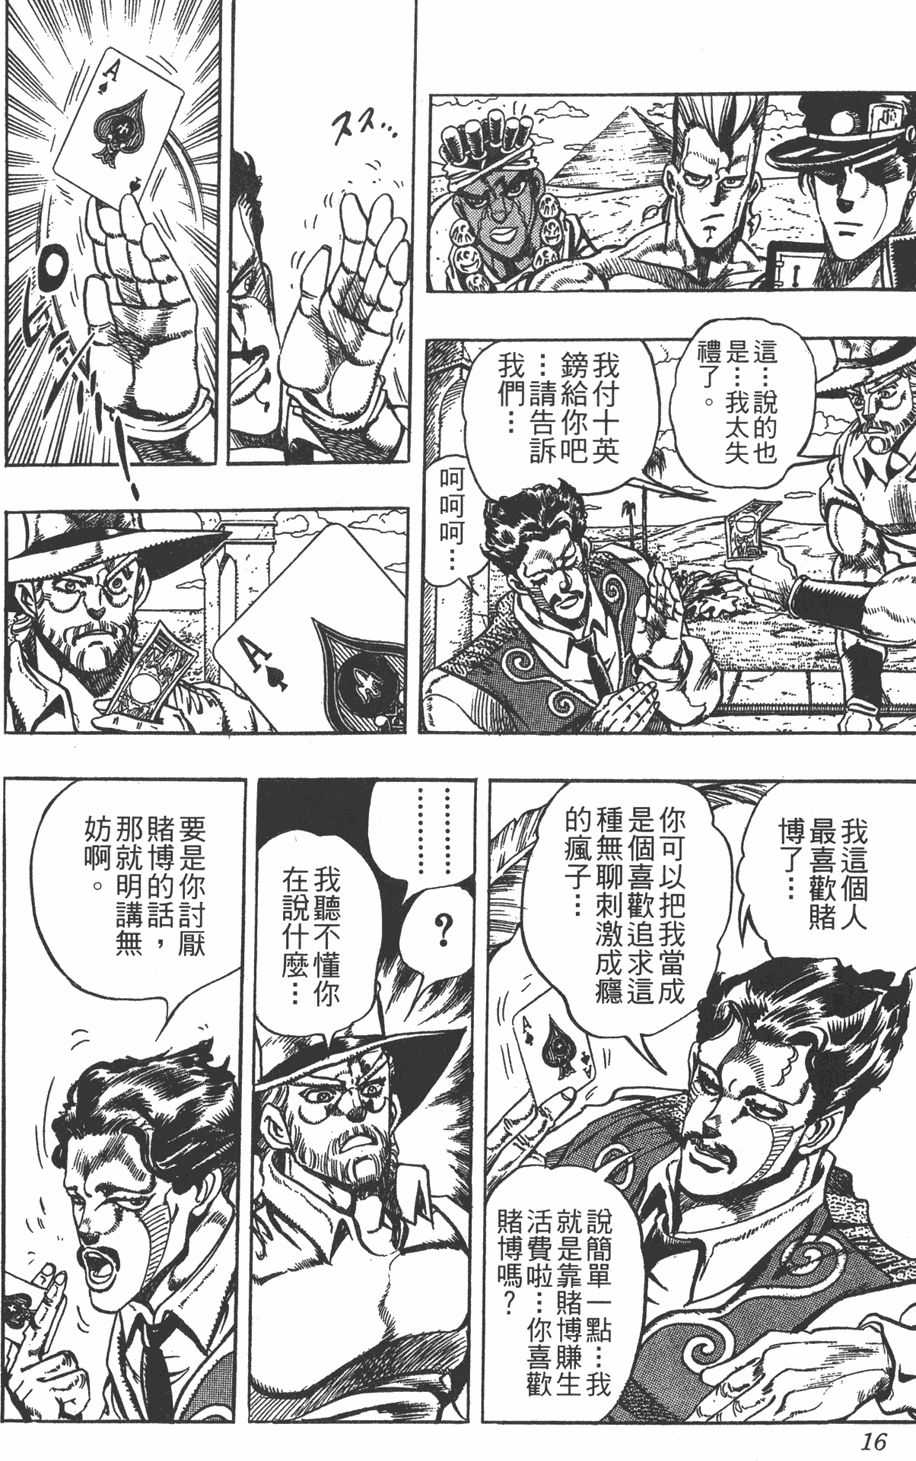 這…說的也
是…我太失
禮了。
我付十英
鎊給你吧
…請告訴
我們…
呵呵呵…
スス…
A
A
我這個人
最喜歡賭
博了…
你可以把我當成
是個喜歡追求這
種無聊刺激成癮
的瘋子…
A
說簡單一點…我
就是靠賭博賺生
活費啦…你喜歡
賭博嗎？
………
………
？
我聽不懂你
在說什麼…
要是你討厭
賭博的話，
那就明講無
妨啊。
16